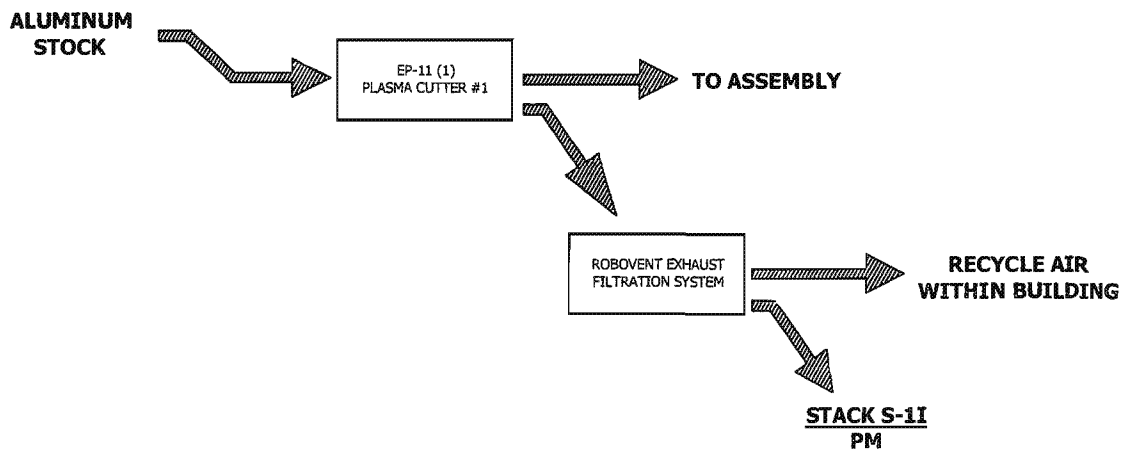 ALUMINUM
STOCK
EP-11 (1)
PLASMA CUTTER #1
TO ASSEMBLY
ROBOVENT EXHAUST
FILTRATION SYSTEM
RECYCLE AIR
WITHIN BUILDING
STACK S-1I
PM